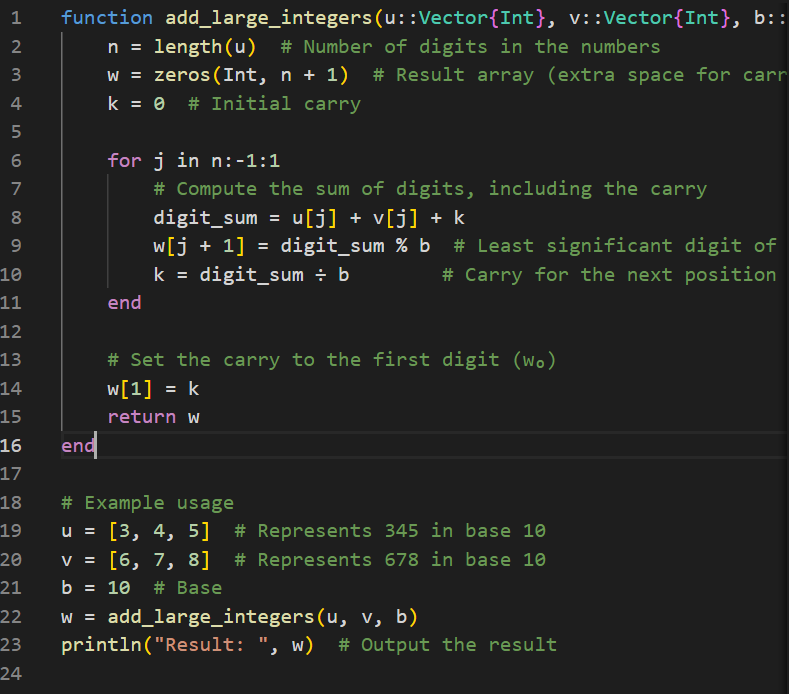 1 function add_large_integers(u::Vector{Int}, v::Vector{Int}, b::
2 n = length(u)  # Number of digits in the numbers
3 w = zeros(Int, n + 1)  # Result array (extra space for carr
4 k = 0  # Initial carry
5
6 for j in n:-1:1
7 # Compute the sum of digits, including the carry
8 digit_sum = u[j] + v[j] + k
9 w[j + 1] = digit_sum % b  # Least significant digit of
10 k = digit_sum ÷ b        # Carry for the next position
11 end
12
13 # Set the carry to the first digit (w₀)
14 w[1] = k
15 return w
16 end
17
18 # Example usage
19 u = [3, 4, 5]  # Represents 345 in base 10
20 v = [6, 7, 8]  # Represents 678 in base 10
21 b = 10  # Base
22 w = add_large_integers(u, v, b)
23 println("Result: ", w)  # Output the result
24